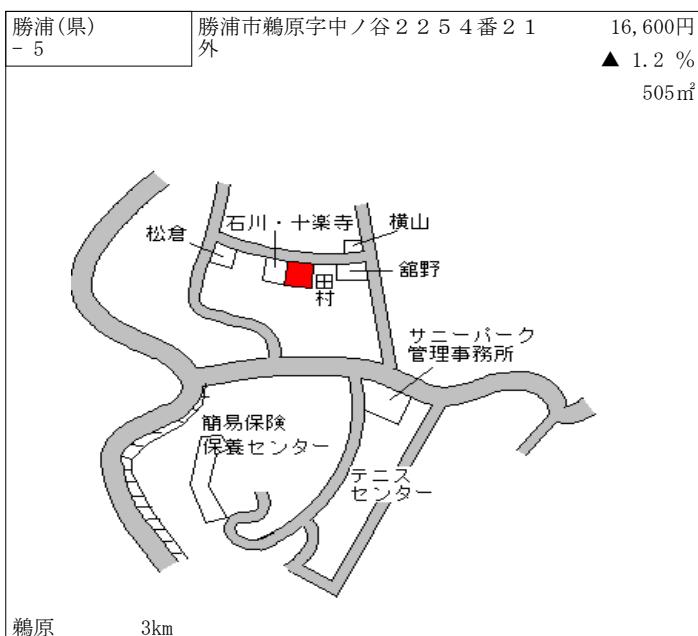 勝浦(県)
－ 5
勝浦市鵜原字中ノ谷２２５４番２１
外
16,600円
▲ 1.2 %
505㎡
石川・十楽寺
横山
松倉
舘野
田村
サニーパーク
管理事務所
簡易保険
保養センター
テニス
センター
鵜原 3km